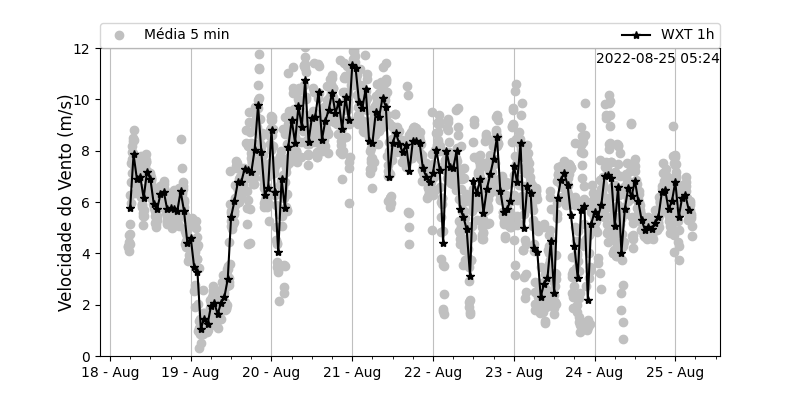 Média 5 min
WXT 1h
2022-08-25 05:24
Velocidade do Vento (m/s)
12
10
8
6
4
2
0
18 - Aug
19 - Aug
20 - Aug
21 - Aug
22 - Aug
23 - Aug
24 - Aug
25 - Aug